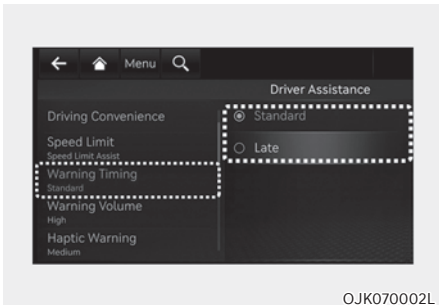 Menu
Driver Assistance
Driving Convenience
Speed Limit
Speed Limit Assist
Warning Timing
Standard
Warning Volume
High
Haptic Warning
Medium
Standard
Late
OJK070002L